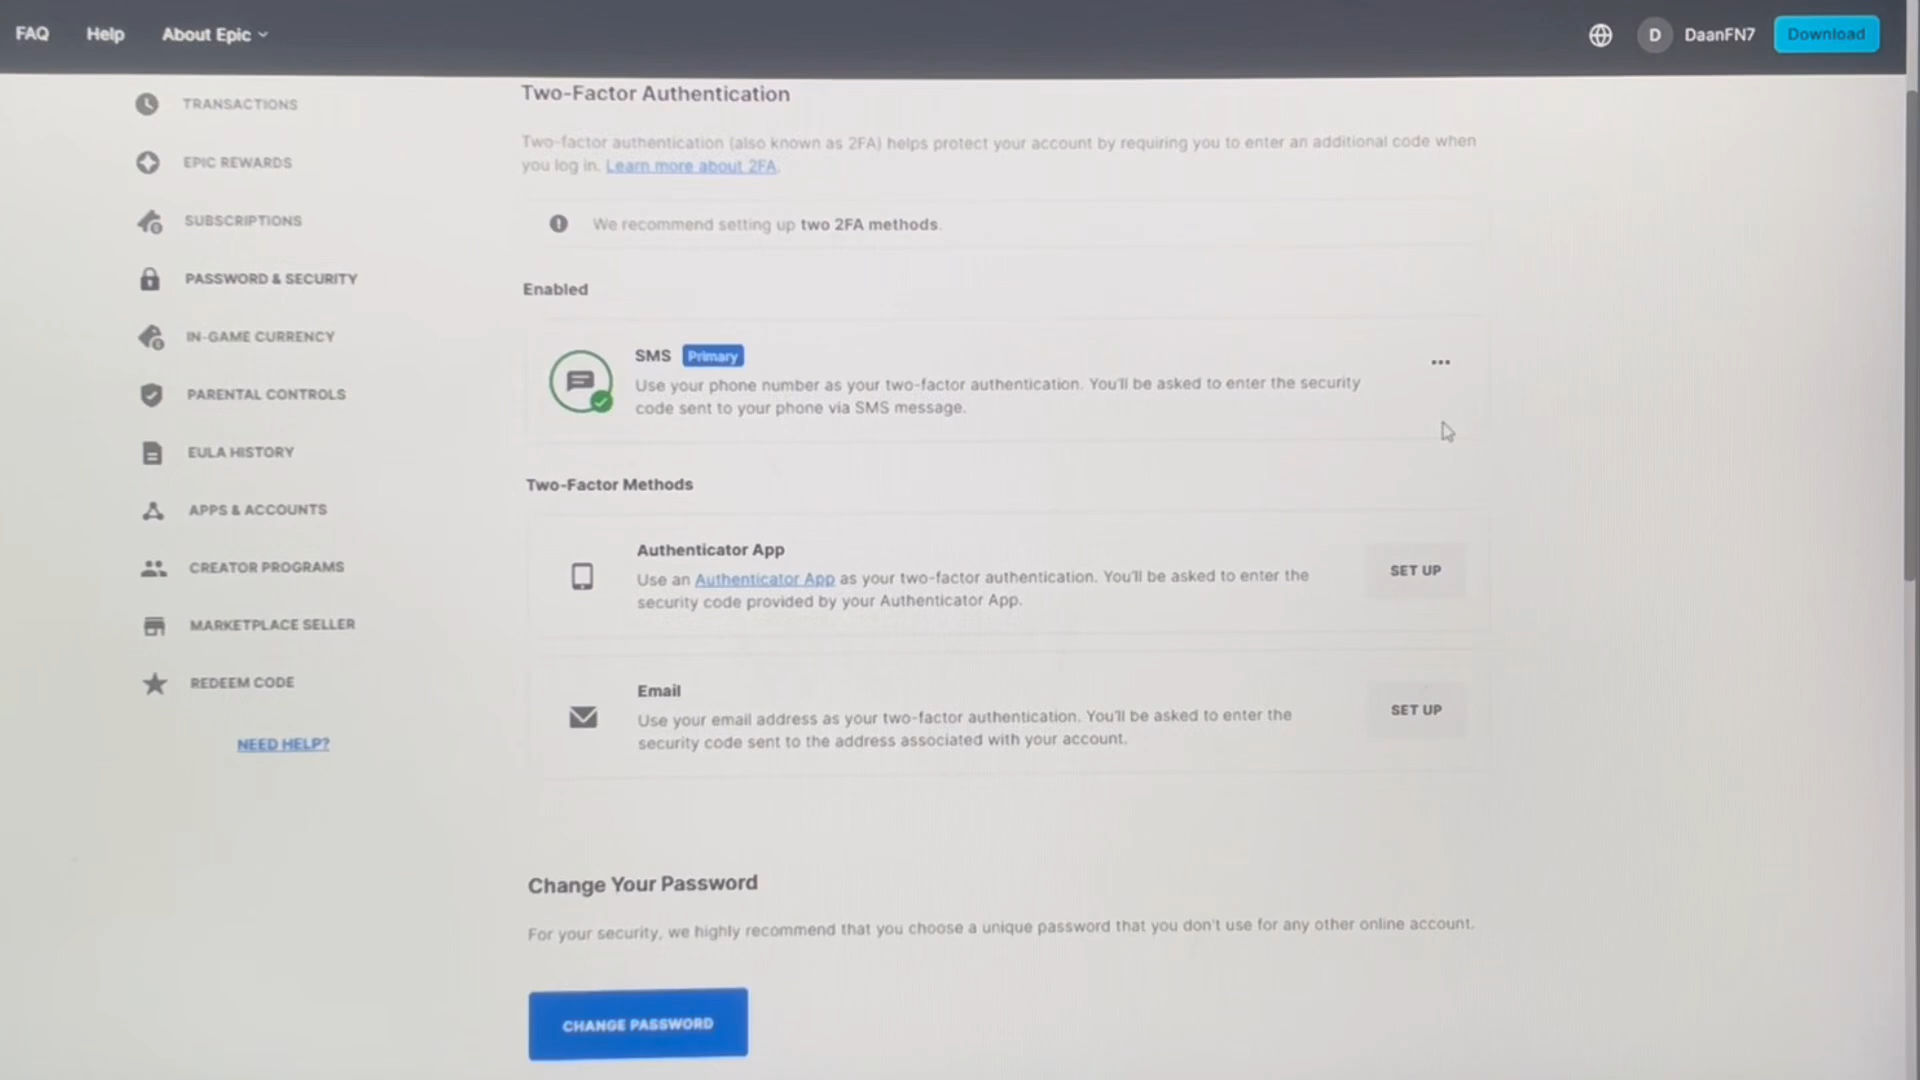 FAQ
Help
About Epic
D
DaanFN7
Download
TRANSACTIONS
EPIC REWARDS
SUBSCRIPTIONS
PASSWORD & SECURITY
IN-GAME CURRENCY
PARENTAL CONTROLS
EULA HISTORY
APPS & ACCOUNTS
CREATOR PROGRAMS
MARKETPLACE SELLER
REDEEM CODE
NEED HELP?
Two-Factor Authentication
Two-factor authentication (also known as 2FA) helps protect your account by requiring you to enter an additional code when
you log in. Learn more about 2FA.
We recommend setting up two 2FA methods.
Enabled
SMS Primary
Use your phone number as your two-factor authentication. You'll be asked to enter the security
code sent to your phone via SMS message.
Two-Factor Methods
Authenticator App
Use an Authenticator App as your two-factor authentication. You'll be asked to enter the
security code provided by your Authenticator App.
SET UP
Email
Use your email address as your two-factor authentication. You'll be asked to enter the
security code sent to the address associated with your account.
SET UP
Change Your Password
For your security, we highly recommend that you choose a unique password that you don't use for any other online account.
CHANGE PASSWORD